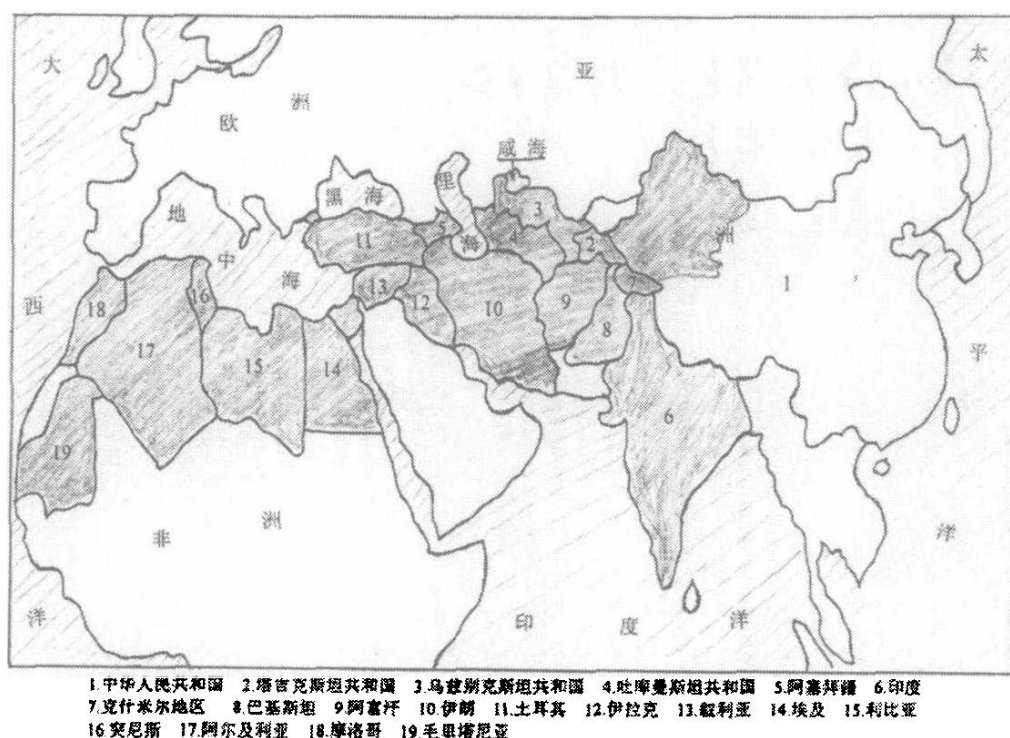 大 太
亚
欧 洲
咸 海
里
黑 海
3
地
5 4 2 洲
11 海
中
13 12 10 9 8 1
16 海
18
西
17 15 14
平
6
19
非 洲
洋
洋 印 度 洋
1.中华人民共和国 2.塔吉克斯坦共和国 3.乌兹别克斯坦共和国 4.吐库曼斯坦共和国 5.阿塞拜疆 6.印度
7.克什米尔地区 8.巴基斯坦 9.阿富汗 10.伊朗 11.土耳其 12.伊拉克 13.叙利亚 14.埃及 15.利比亚
16.突尼斯 17.阿尔及利亚 18.摩洛哥 19.毛里塔尼亚